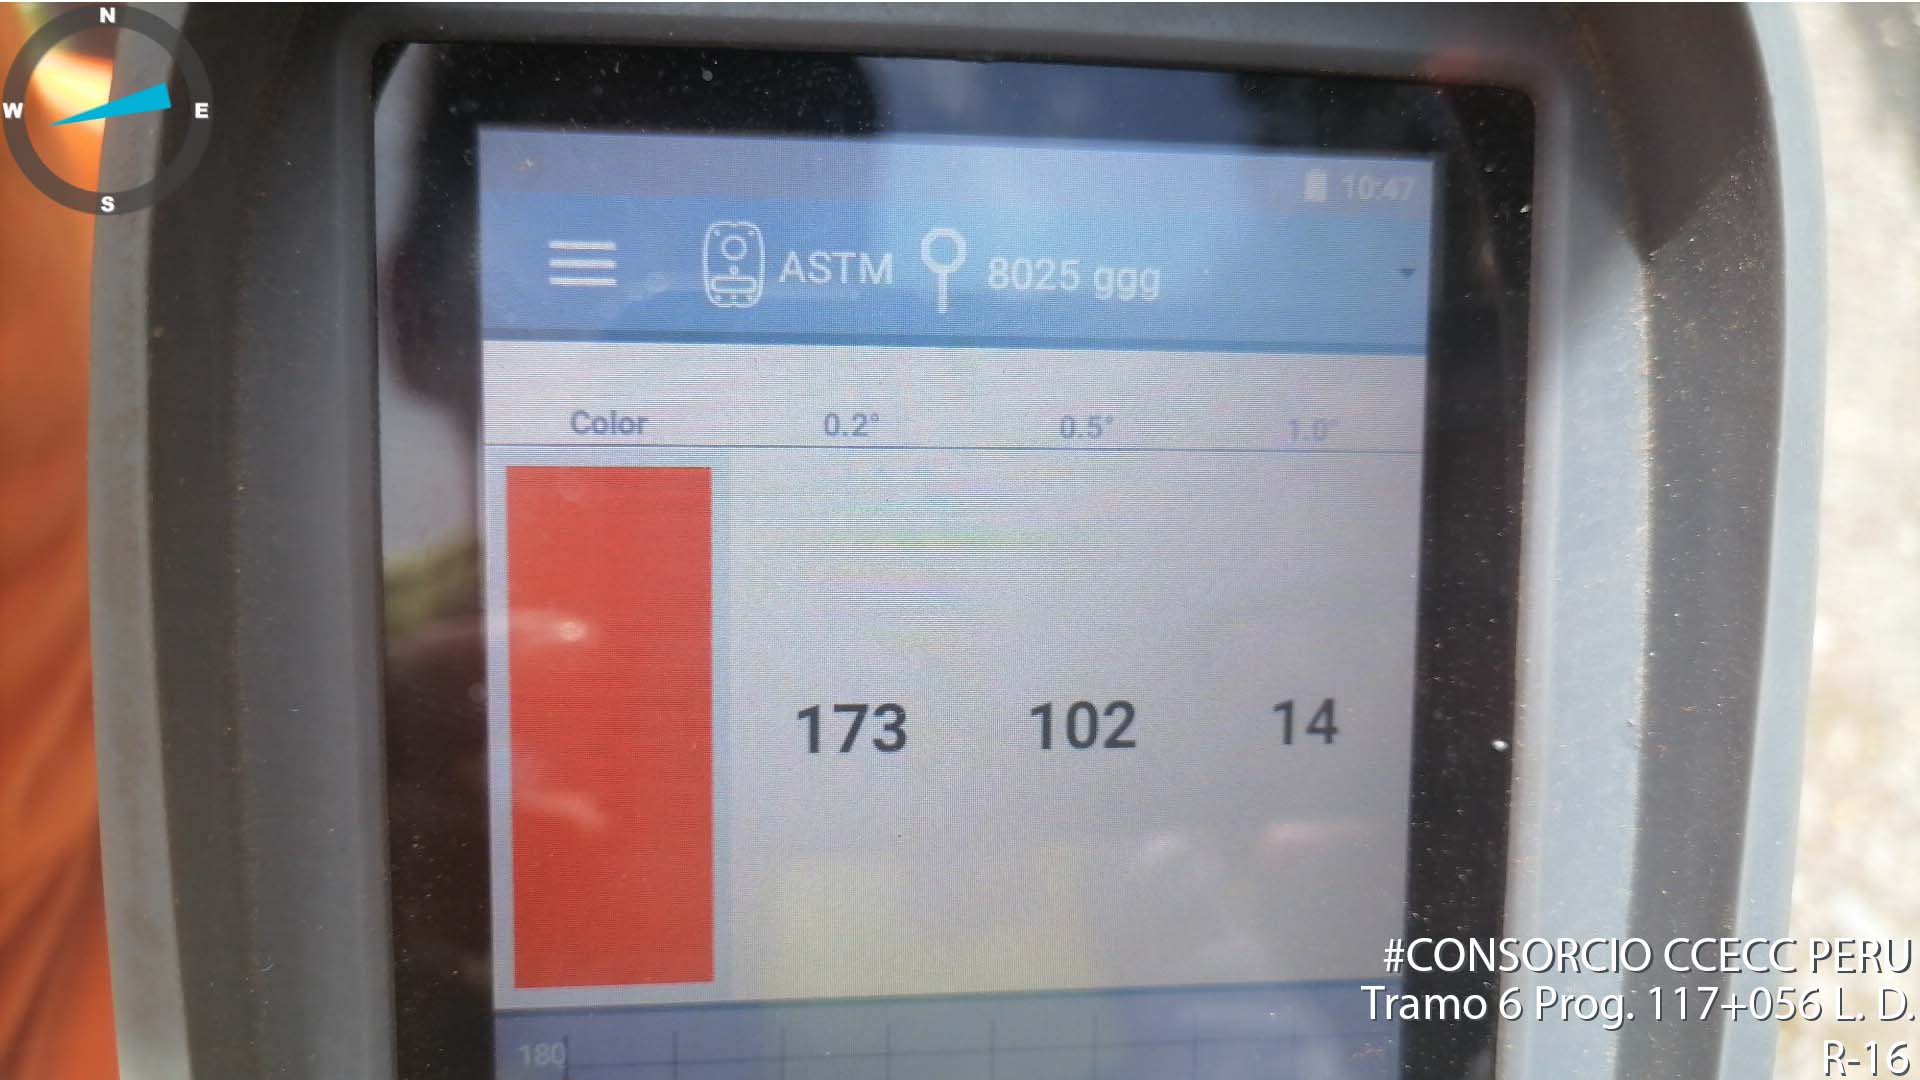 N
W E
S
10:47
ASTM 8025 ggg
Color 0.2° 0.5° 1.0°
173 102 14
180
#CONSORCIO CCECC PERU
Tramo 6 Prog. 117+056 L. D.
R-16